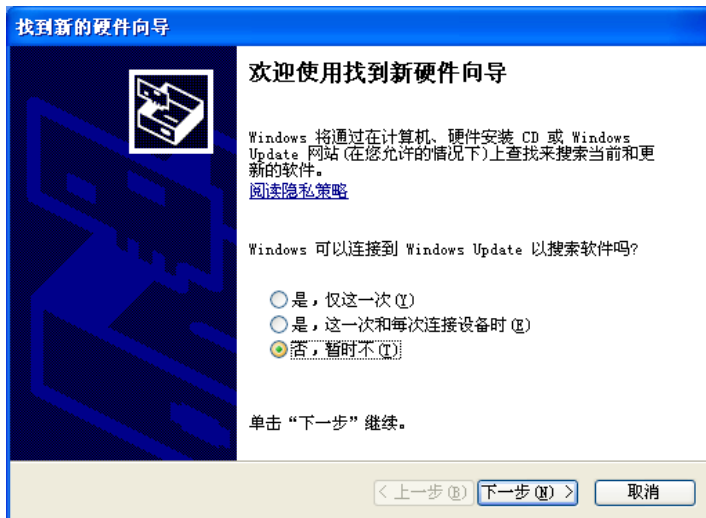 找到新的硬件向导
欢迎使用找到新硬件向导
Windows 将通过在计算机、硬件安装 CD 或 Windows
Update 网站(在您允许的情况下)上查找来搜索当前和更
新的软件。
阅读隐私策略
Windows 可以连接到 Windows Update 以搜索软件吗?
是，仅这一次(Y)
是，这一次和每次连接设备时(E)
否，暂时不(T)
单击“下一步”继续。
< 上一步(B) 下一步(N) > 取消